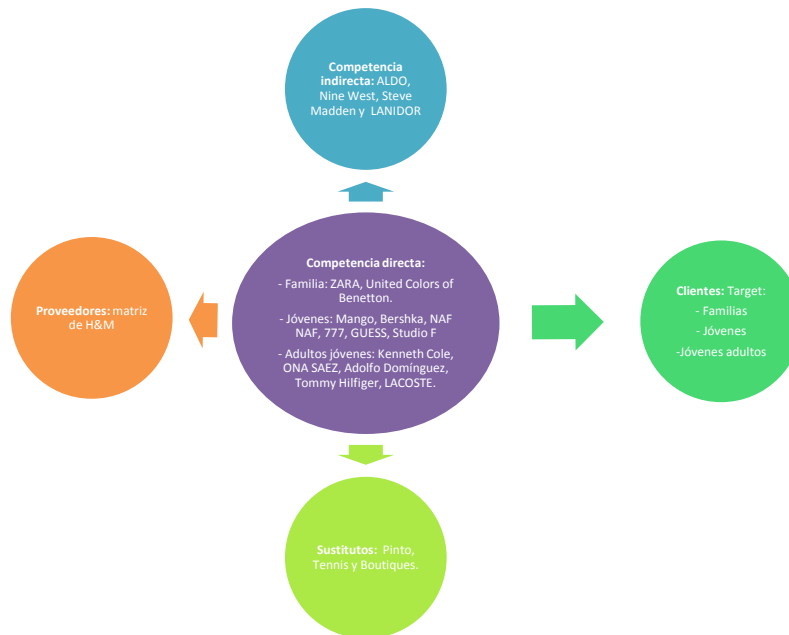 Competencia
indirecta: ALDO,
Nine West, Steve
Madden y LANIDOR
Competencia directa:
- Familia: ZARA, United Colors of
Benetton.
- Jóvenes: Mango, Bershka, NAF
NAF, 777, GUESS, Studio F
- Adultos jóvenes: Kenneth Cole,
ONA SAEZ, Adolfo Domínguez,
Tommy Hilfiger, LACOSTE.
Proveedores: matriz
de H&M
Clientes: Target:
- Familias
- Jóvenes
-Jóvenes adultos
Sustitutos: Pinto,
Tennis y Boutiques.